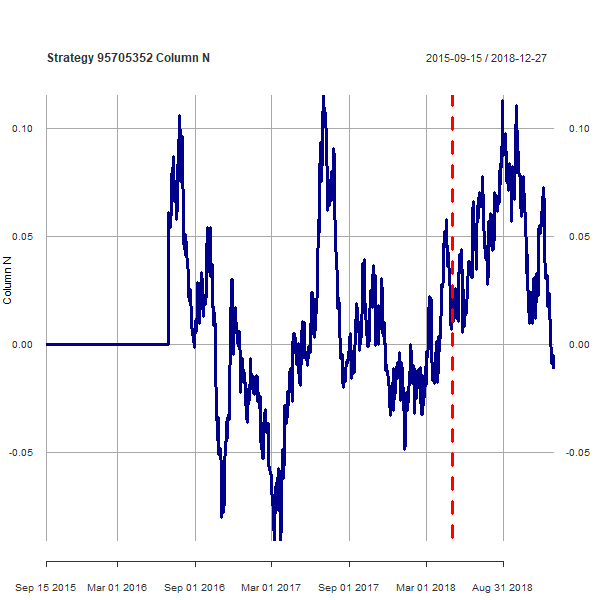 Strategy 95705352 Column N
2015-09-15 / 2018-12-27
0.10
0.10
0.05
0.05
Column N
0.00
0.00
-0.05
-0.05
Sep 15 2015
Mar 01 2016
Sep 01 2016
Mar 01 2017
Sep 01 2017
Mar 01 2018
Aug 31 2018